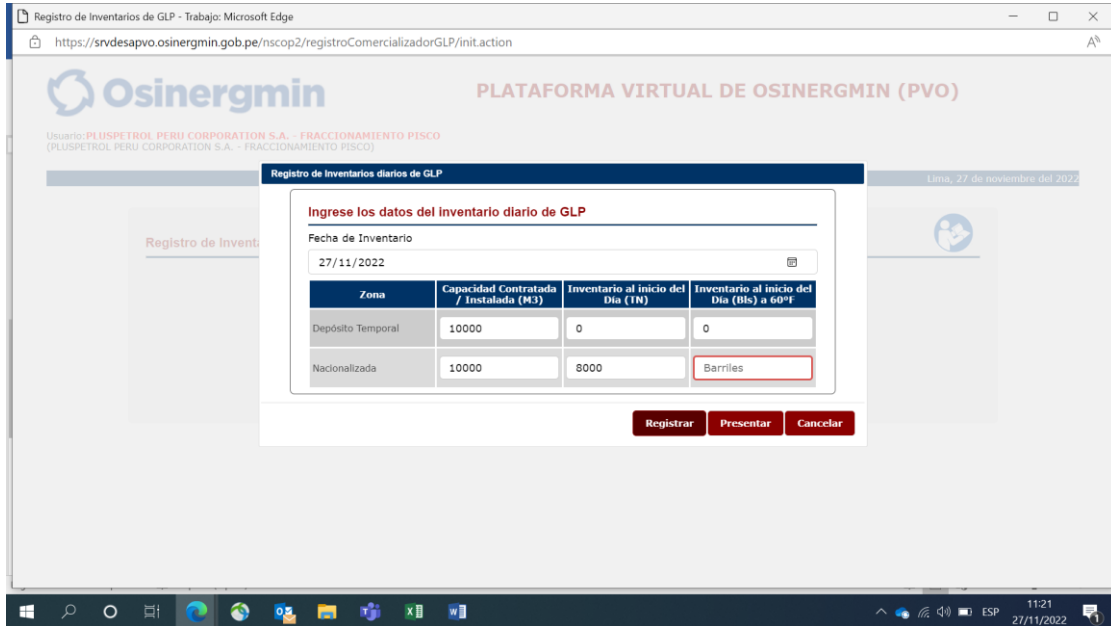 Registro de Inventarios de GLP - Trabajo: Microsoft Edge
https://srvdesapvo.osinergmin.gob.pe/nscop2/registroComercializadorGLP/init.action
Osinergmin
PLATAFORMA VIRTUAL DE OSINERGMIN (PVO)
Usuario:PLUSPETROL PERU CORPORATION S.A. - FRACCIONAMIENTO PISCO
(PLUSPETROL PERU CORPORATION S.A. - FRACCIONAMIENTO PISCO)
Lima, 27 de noviembre del 2022
Registro de Inventarios diarios de GLP
Registro de Inventa
Ingrese los datos del inventario diario de GLP
Fecha de Inventario
27/11/2022
Zona
Capacidad Contratada
/ Instalada (M3)
Inventario al inicio del
Día (TN)
Inventario al inicio del
Día (Bls) a 60ºF
Depósito Temporal 10000 0 0
Nacionalizada 10000 8000 Barriles
Registrar Presentar Cancelar
ESP
11:21
27/11/2022
1